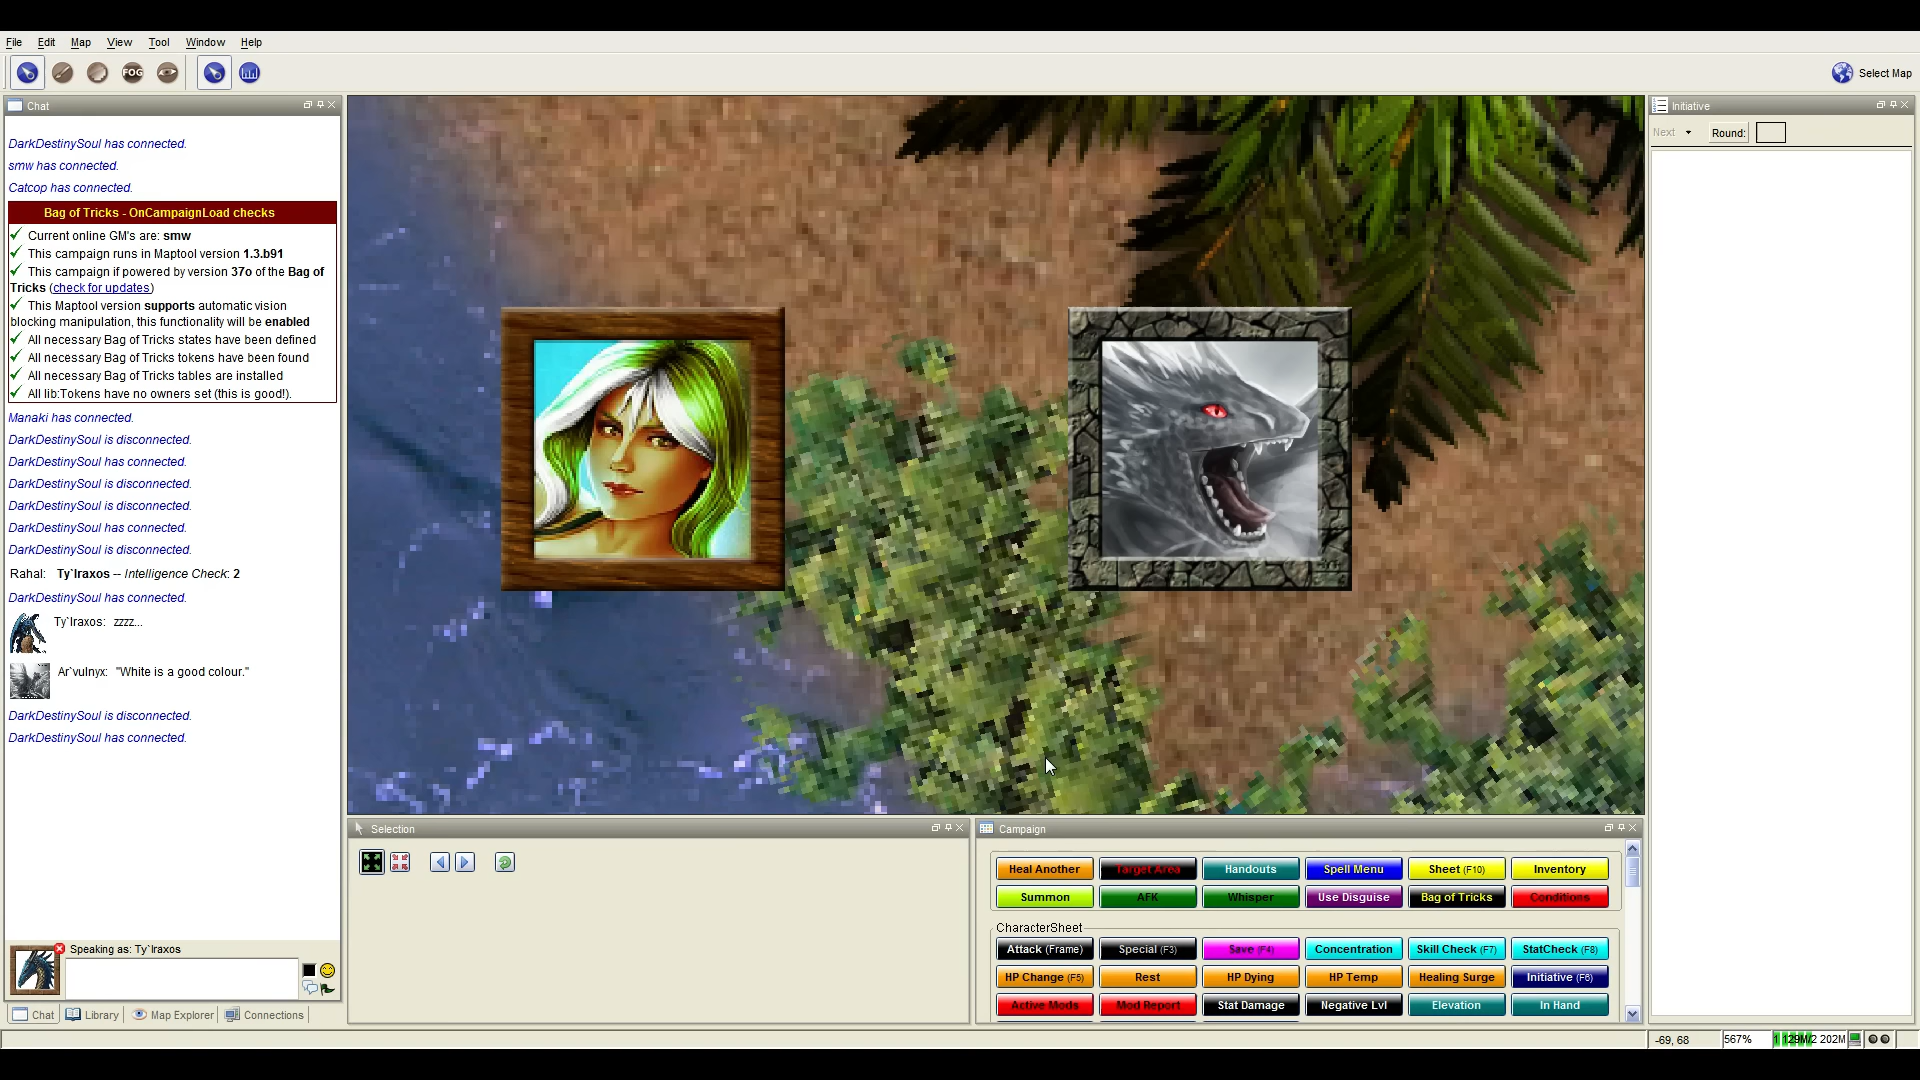 File Edit Map View Tool Window Help
FOG
Select Map
Chat
DarkDestinySoul has connected.
smw has connected.
Catcop has connected.
Bag of Tricks - OnCampaignLoad checks
Current online GM's are: smw
This campaign runs in Maptool version 1.3.b91
This campaign if powered by version 37o of the Bag of
Tricks (check for updates)
This Maptool version supports automatic vision
blocking manipulation, this functionality will be enabled
All necessary Bag of Tricks states have been defined
All necessary Bag of Tricks tokens have been found
All necessary Bag of Tricks tables are installed
All lib:Tokens have no owners set (this is good!).
Manaki has connected.
DarkDestinySoul is disconnected.
DarkDestinySoul has connected.
DarkDestinySoul is disconnected.
DarkDestinySoul is disconnected.
DarkDestinySoul has connected.
DarkDestinySoul is disconnected.
Rahal: Ty`Iraxos -- Intelligence Check: 2
DarkDestinySoul has connected.
Ty`Iraxos: zzzz...
Ar`vulnyx: "White is a good colour."
DarkDestinySoul is disconnected.
DarkDestinySoul has connected.
Speaking as: Ty`Iraxos
Chat Library Map Explorer Connections
Selection
Campaign
Heal Another Target Area Handouts Spell Menu Sheet (F10) Inventory
Summon AFK Whisper Use Disguise Bag of Tricks Conditions
CharacterSheet
Attack (Frame) Special (F3) Save (F4) Concentration Skill Check (F7) StatCheck (F8)
HP Change (F5) Rest HP Dying HP Temp Healing Surge Initiative (F6)
Active Mods Mod Report Stat Damage Negative Lvl Elevation In Hand
Initiative
Next Round:
-69, 68 567% 1 129M/2 202M